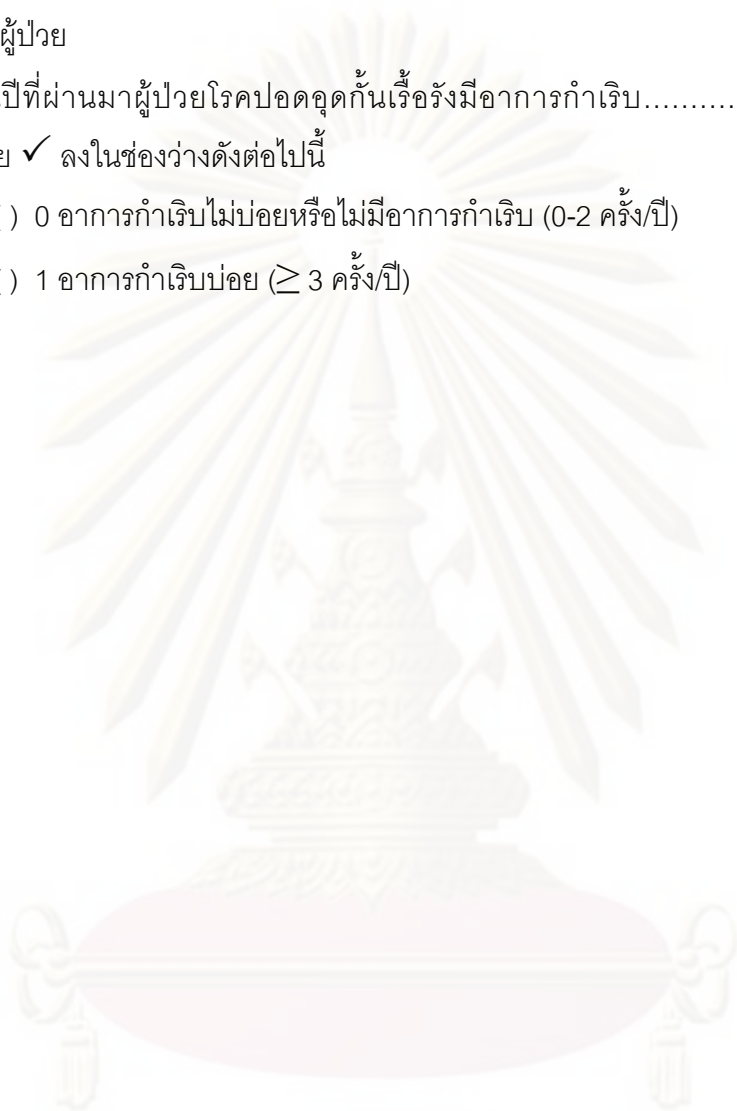 ผู้ป่วย
ปีที่ผ่านมาผู้ป่วยโรคปอดอุดกั้นเรื้อรังมีอาการกำเริบ..........
ย ✓ ลงในช่องว่างดังต่อไปนี้
) 0 อาการกำเริบไม่บ่อยหรือไม่มีอาการกำเริบ (0-2 ครั้ง/ปี)
) 1 อาการกำเริบบ่อย (≥ 3 ครั้ง/ปี)